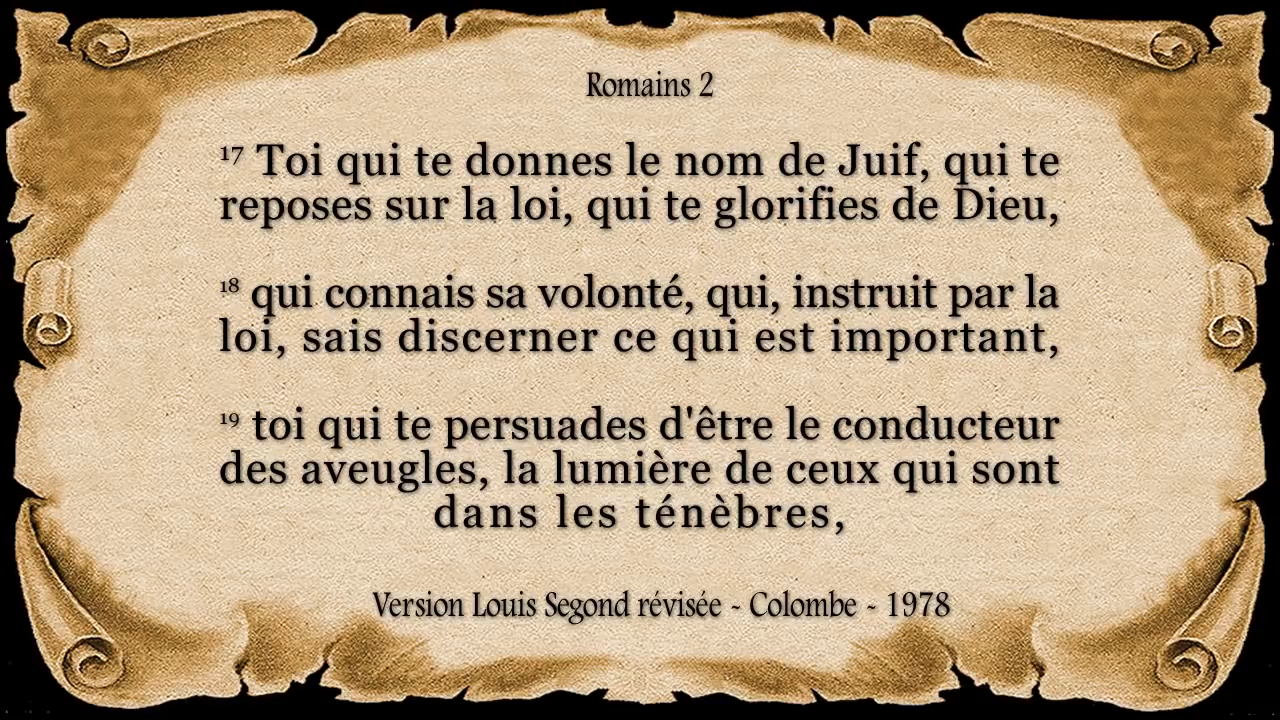 Romains 2
17 Toi qui te donnes le nom de Juif, qui te
reposes sur la loi, qui te glorifies de Dieu,
18 qui connais sa volonté, qui, instruit par la
loi, sais discerner ce qui est important,
19 toi qui te persuades d'être le conducteur
des aveugles, la lumière de ceux qui sont
dans les ténèbres,
Version Louis Segond révisée - Colombe - 1978